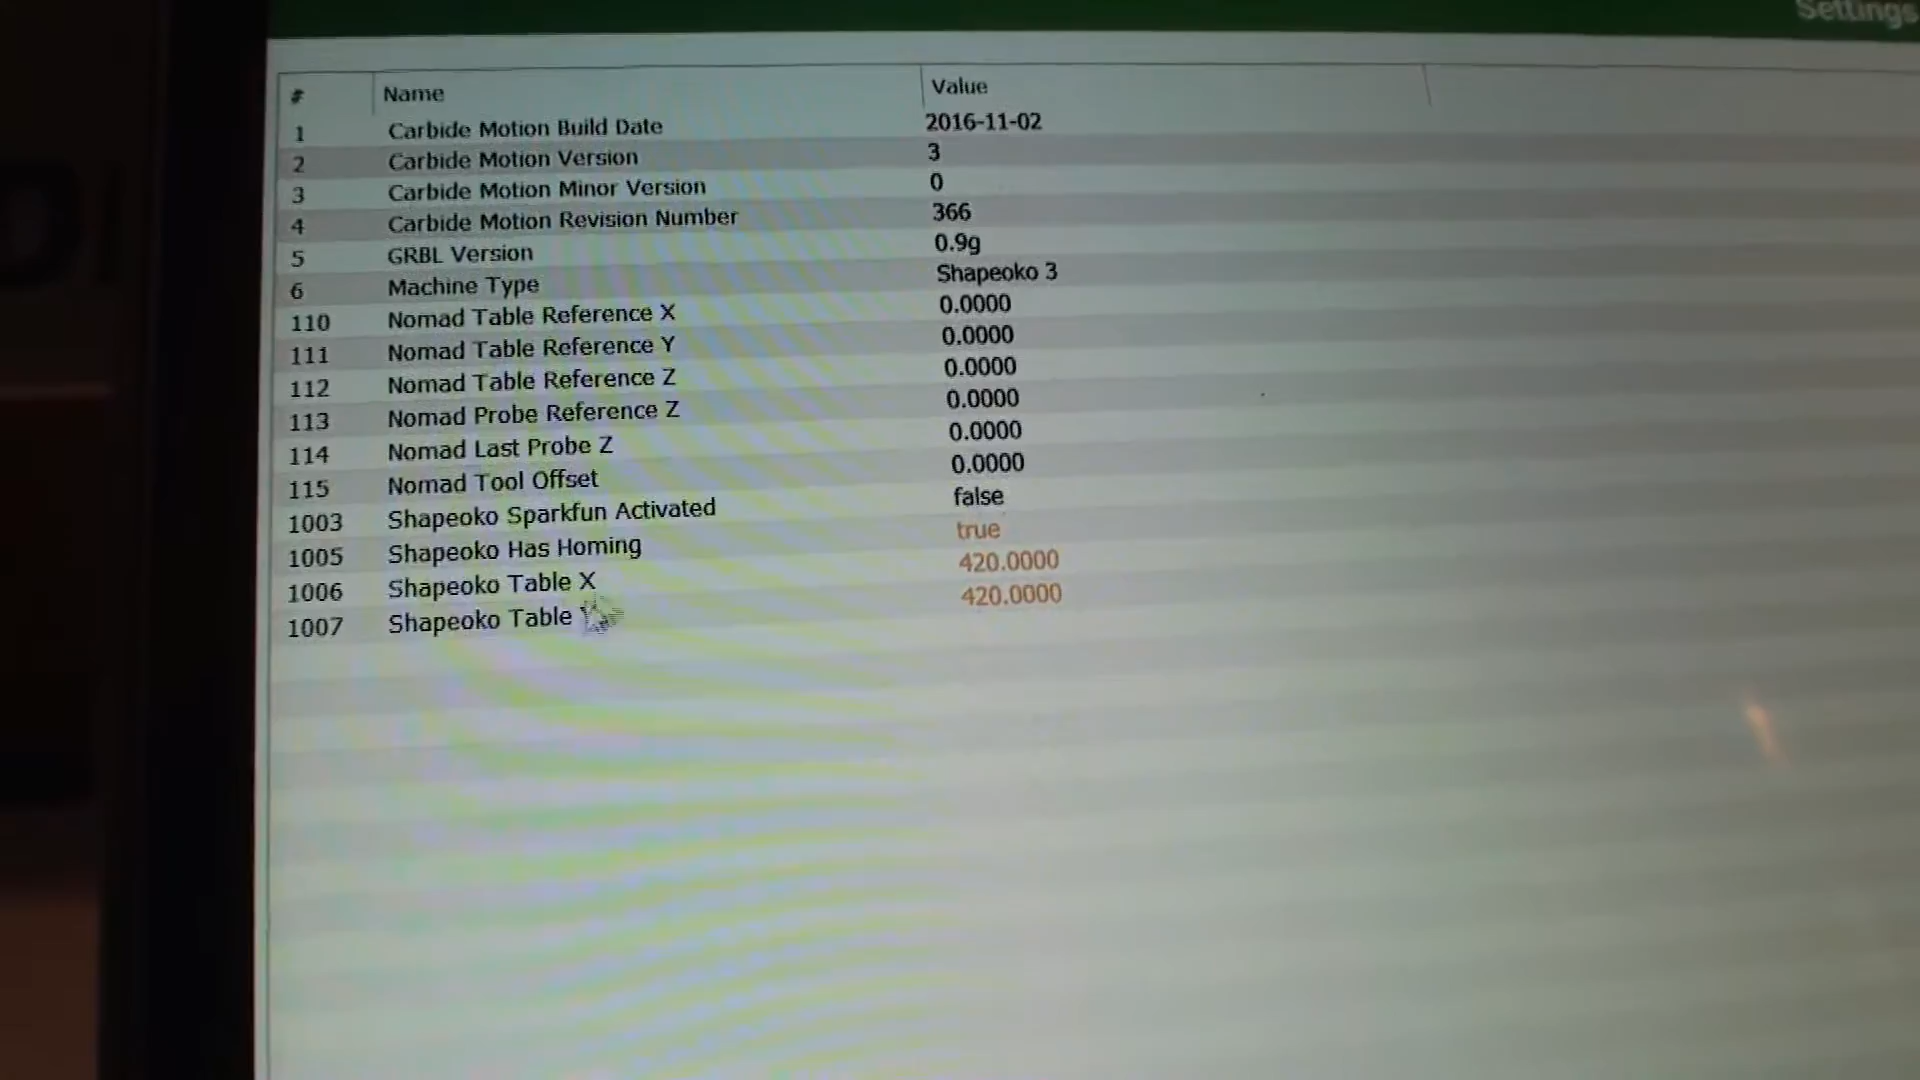 Settings
# Name Value
1 Carbide Motion Build Date 2016-11-02
2 Carbide Motion Version 3
3 Carbide Motion Minor Version 0
4 Carbide Motion Revision Number 366
5 GRBL Version 0.9g
6 Machine Type Shapeoko 3
110 Nomad Table Reference X 0.0000
111 Nomad Table Reference Y 0.0000
112 Nomad Table Reference Z 0.0000
113 Nomad Probe Reference Z 0.0000
114 Nomad Last Probe Z 0.0000
115 Nomad Tool Offset 0.0000
1003 Shapeoko Sparkfun Activated false
1005 Shapeoko Has Homing true
1006 Shapeoko Table X 420.0000
1007 Shapeoko Table 420.0000